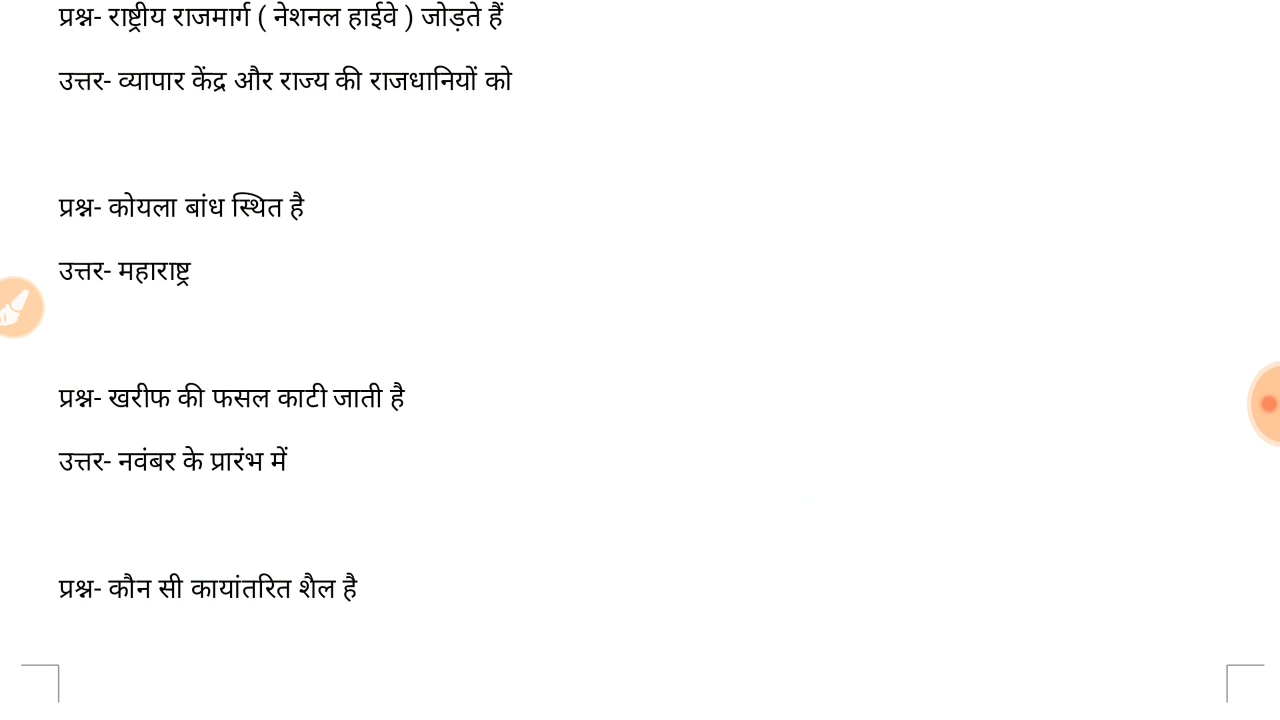 प्रश्न- राष्ट्रीय राजमार्ग ( नेशनल हाईवे ) जोड़ते हैं
उत्तर- व्यापार केंद्र और राज्य की राजधानियों को
प्रश्न- कोयला बांध स्थित है
उत्तर- महाराष्ट्र
प्रश्न- खरीफ की फसल काटी जाती है
उत्तर- नवंबर के प्रारंभ में
प्रश्न- कौन सी कायांतरित शैल है